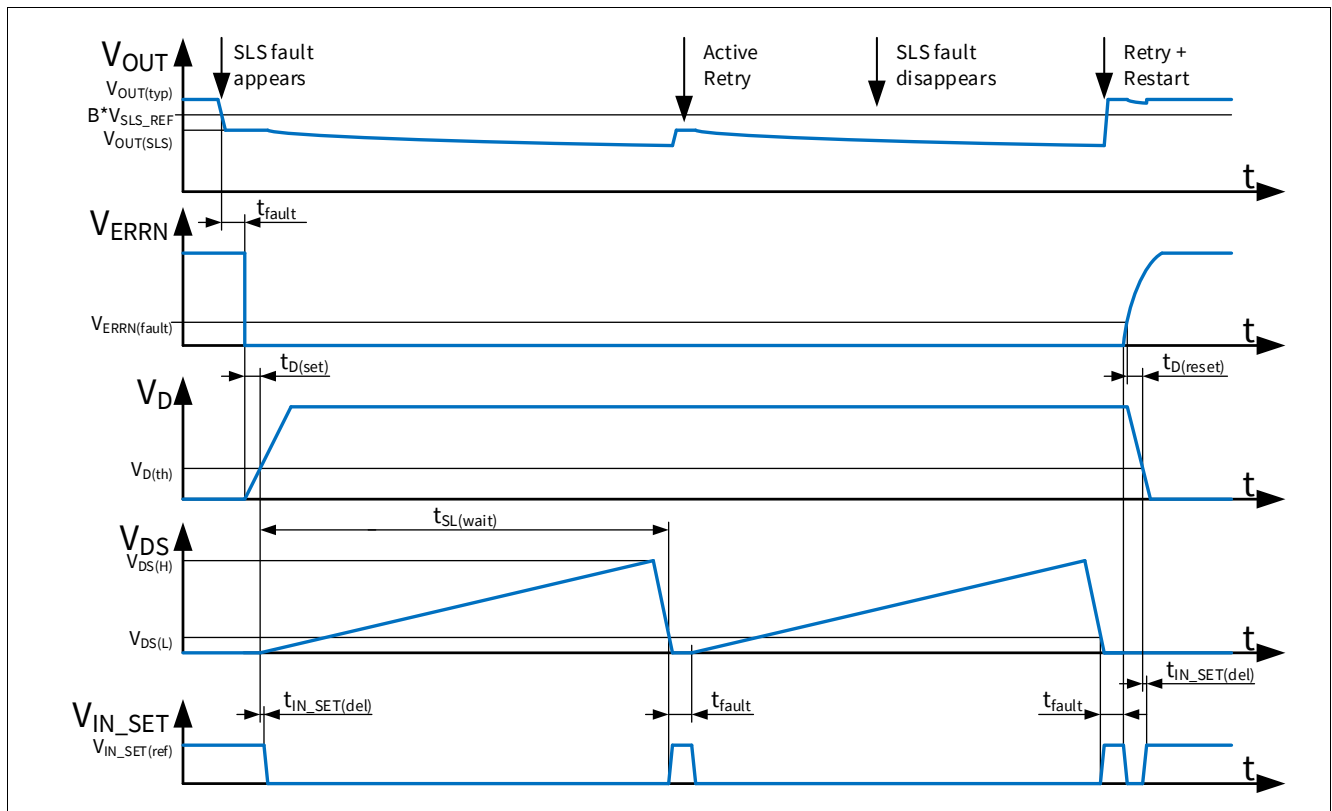 VOUT
SLS fault
appears
Active
Retry
SLS fault
disappears
Retry +
Restart
VOUT(typ)
B*VSLS_REF
VOUT(SLS)
t
tfault
VERRN
VERRN(fault)
t
tD(set)
tD(reset)
VD
VD(th)
t
tSL(wait)
VDS
VDS(H)
VDS(L)
t
tIN_SET(del)
tIN_SET(del)
tfault
tfault
VIN_SET
VIN_SET(ref)
t